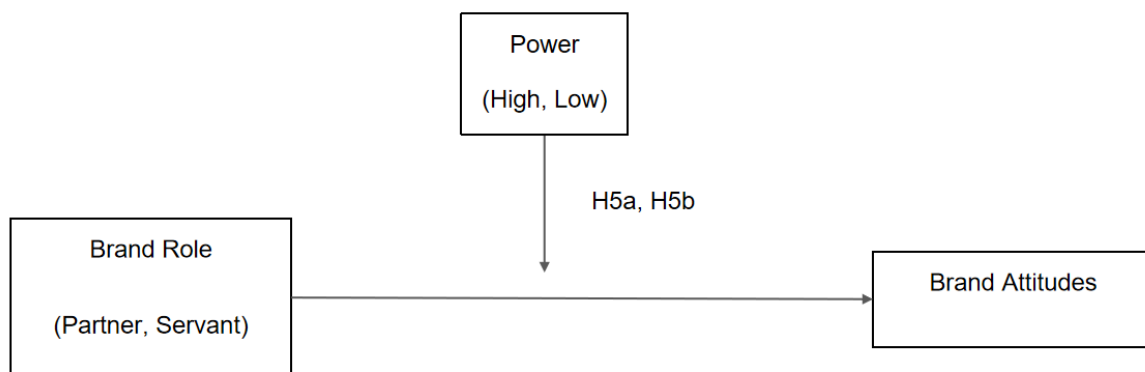 Power
(High, Low)
H5a, H5b
Brand Role
(Partner, Servant)
Brand Attitudes